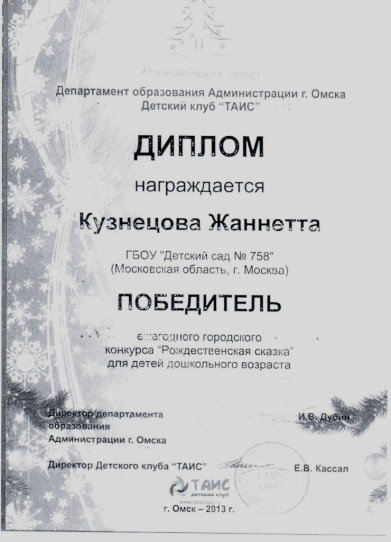 Рождественская сказка
Департамент образования Администрации г. Омска
Детский клуб "ТАИС"
ДИПЛОМ
награждается
Кузнецова Жаннетта
ГБОУ "Детский сад № 758"
(Московская область, г. Москва)
ПОБЕДИТЕЛЬ
ежегодного городского
конкурса "Рождественская сказка"
для детей дошкольного возраста
Директор департамента
образования
Администрации г. Омска
И.В. Дубин
Директор Детского клуба "ТАИС"
Е.В. Кассал
ТАИС
детский клуб
г. Омск – 2013 г.